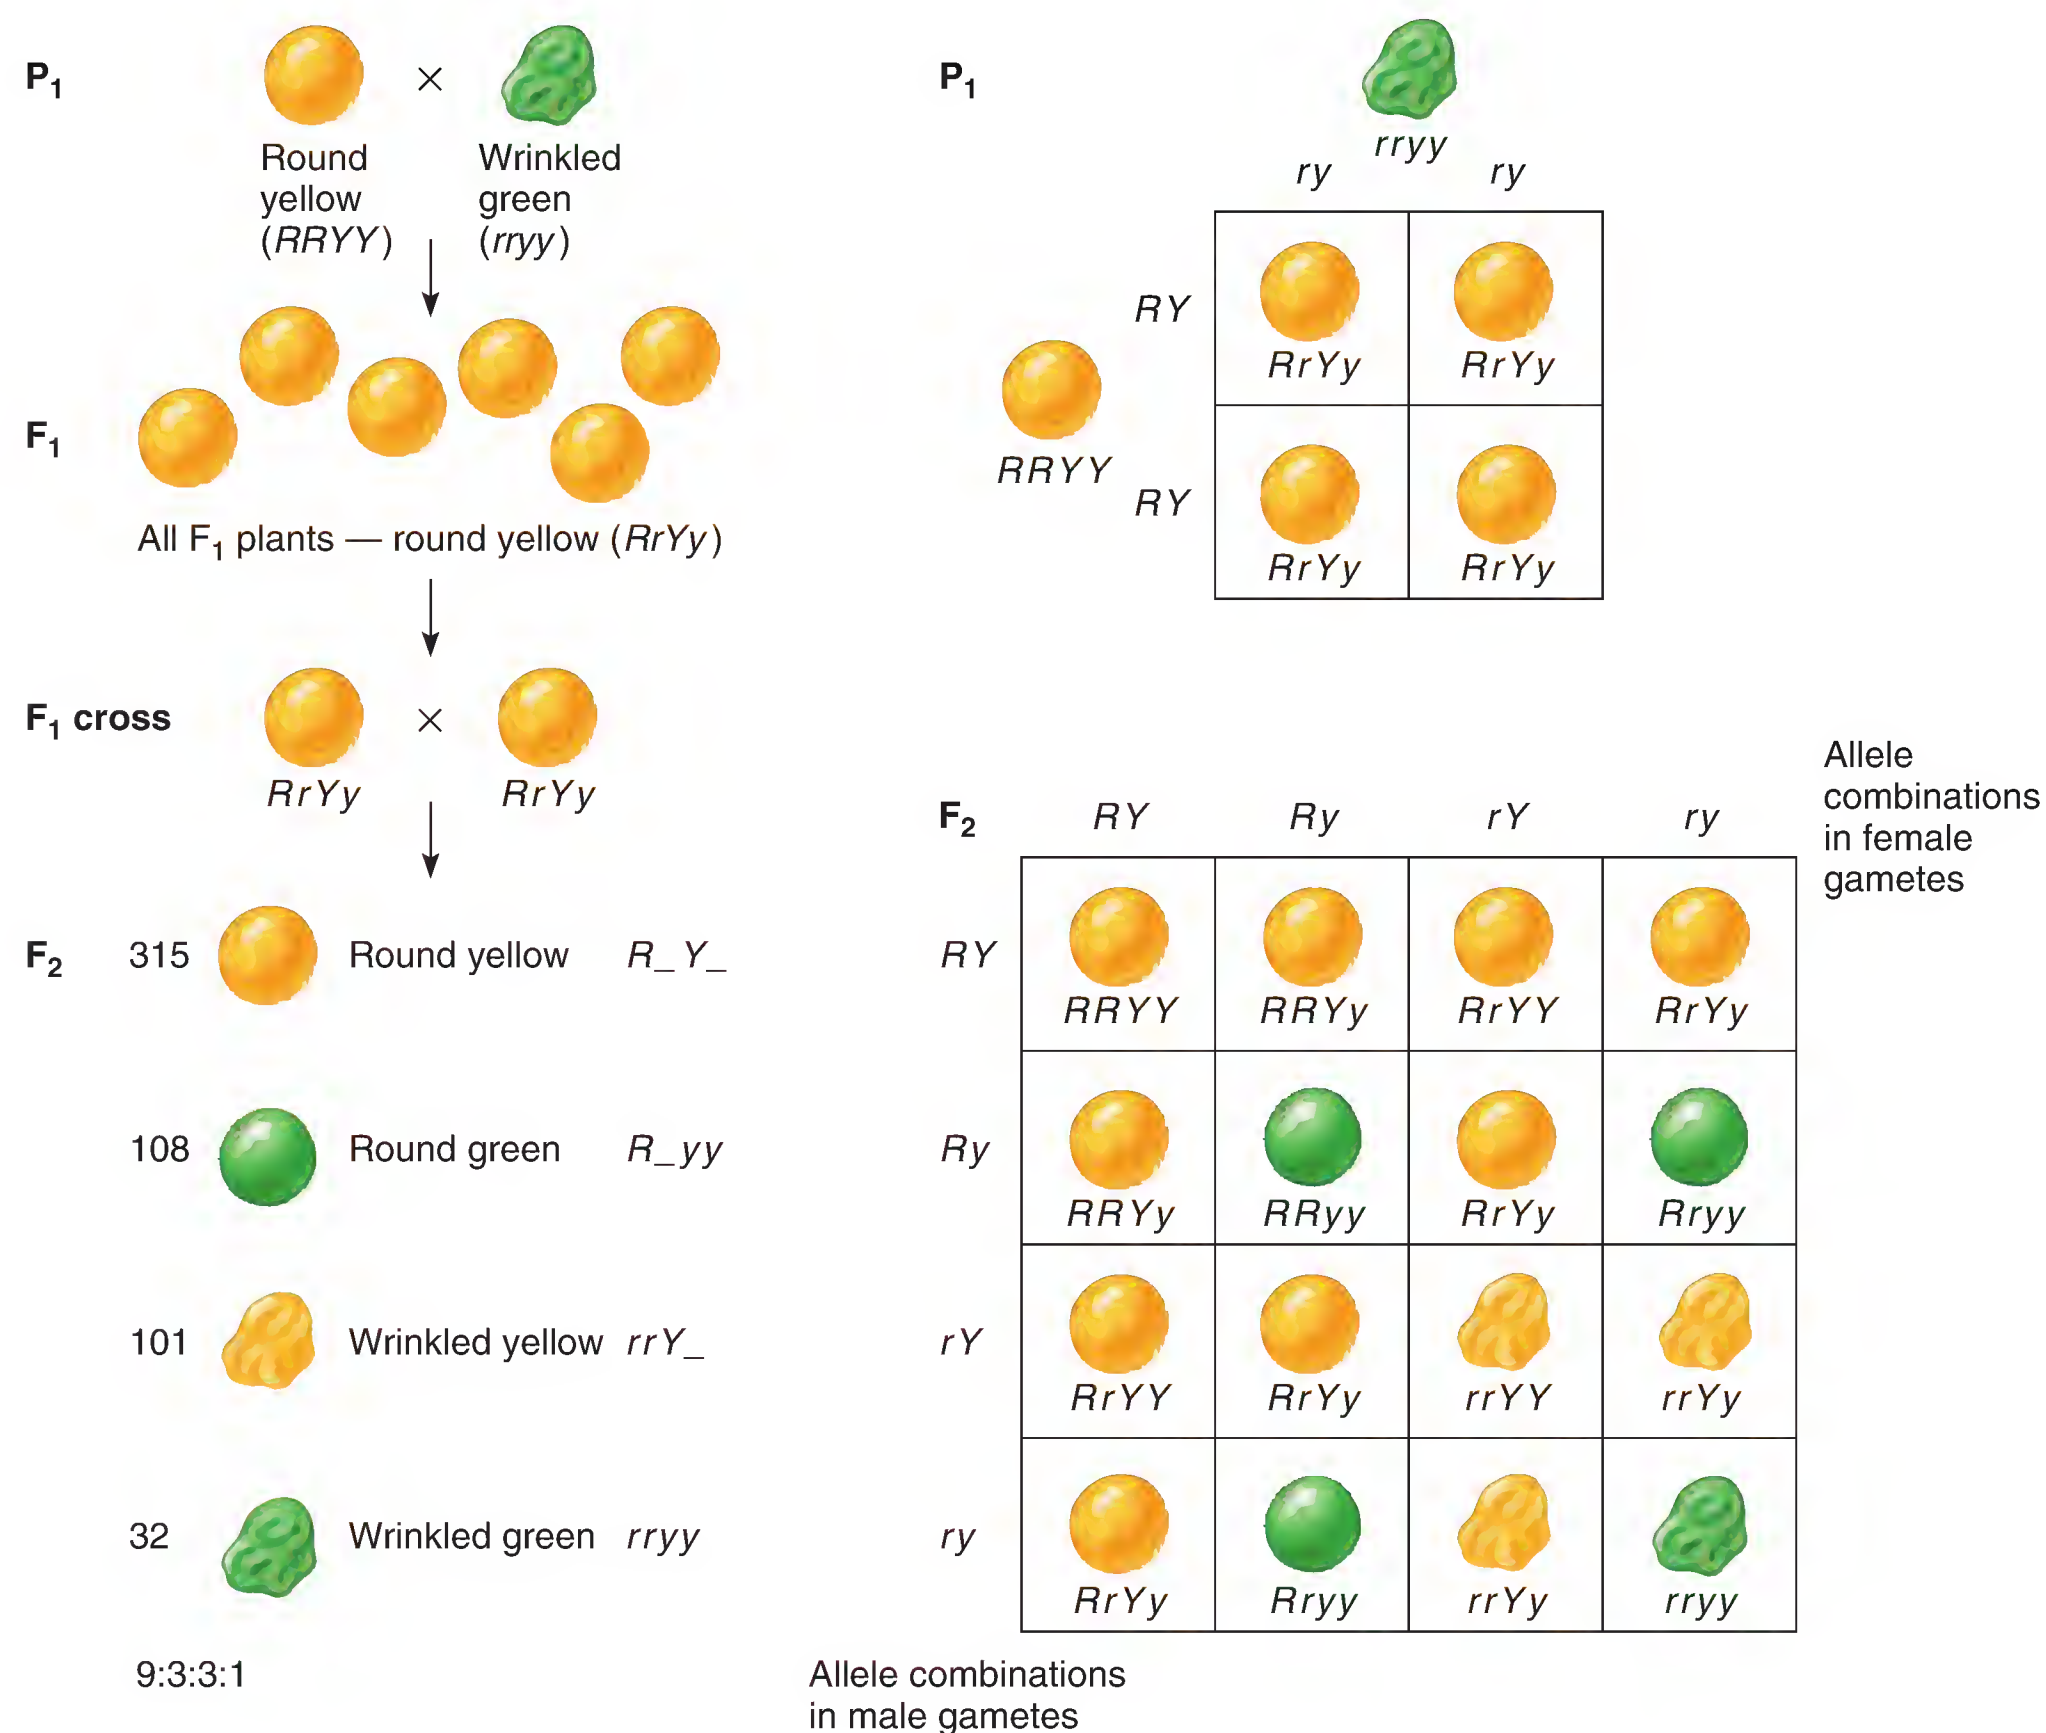 P1
×
Round
yellow
(RRYY)
Wrinkled
green
(rryy)
F1
All F1 plants — round yellow (RrYy)
F1 cross
×
RrYy
RrYy
F2
315
Round yellow
R_Y_
108
Round green
R_yy
101
Wrinkled yellow
rrY_
32
Wrinkled green
rryy
9:3:3:1
P1
rryy
ry
ry
RRYY
RY
RrYy
RrYy
RY
RrYy
RrYy
Allele
combinations
in female
gametes
F2
RY
Ry
rY
ry
RY
RRYY
RRYy
RrYY
RrYy
Ry
RRYy
RRyy
RrYy
Rryy
rY
RrYY
RrYy
rrYY
rrYy
ry
RrYy
Rryy
rrYy
rryy
Allele combinations
in male gametes